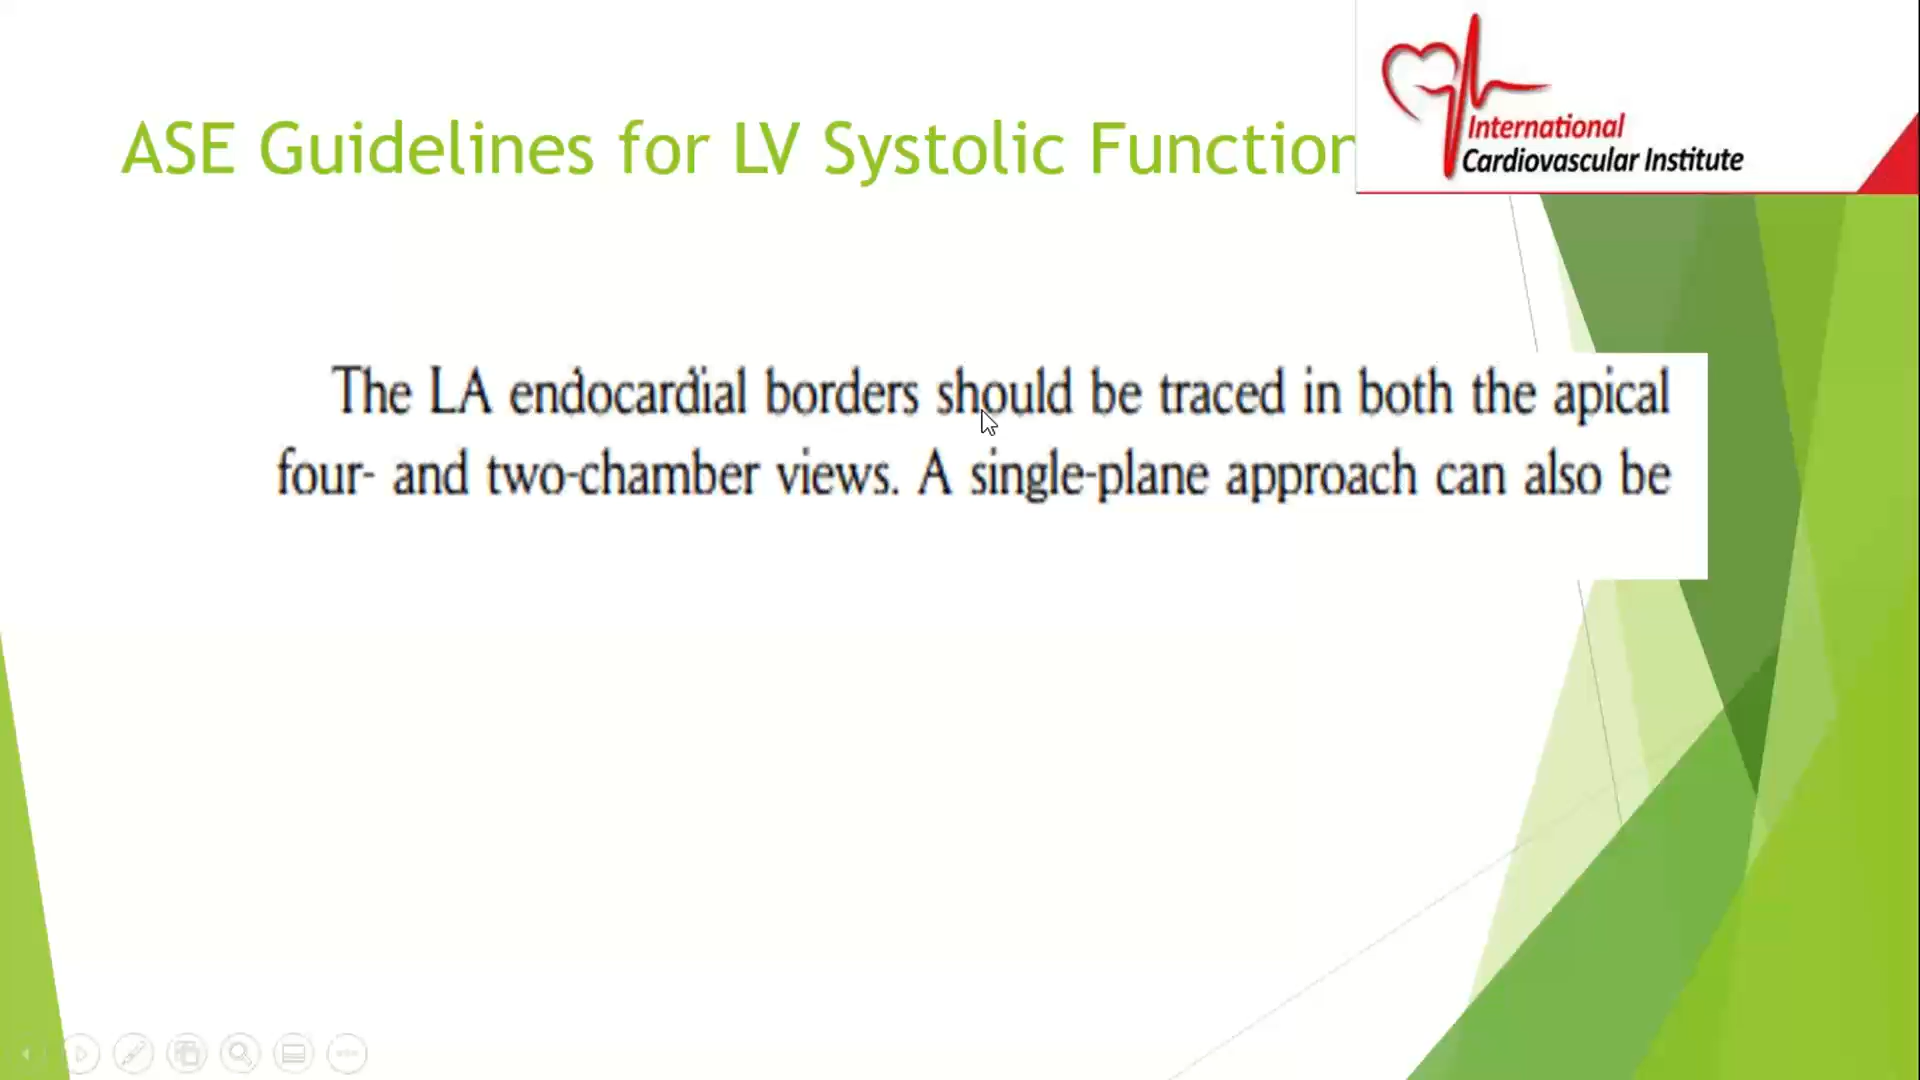 ASE Guidelines for LV Systolic Function
International
Cardiovascular Institute
The LA endocardial borders should be traced in both the apical
four- and two-chamber views. A single-plane approach can also be